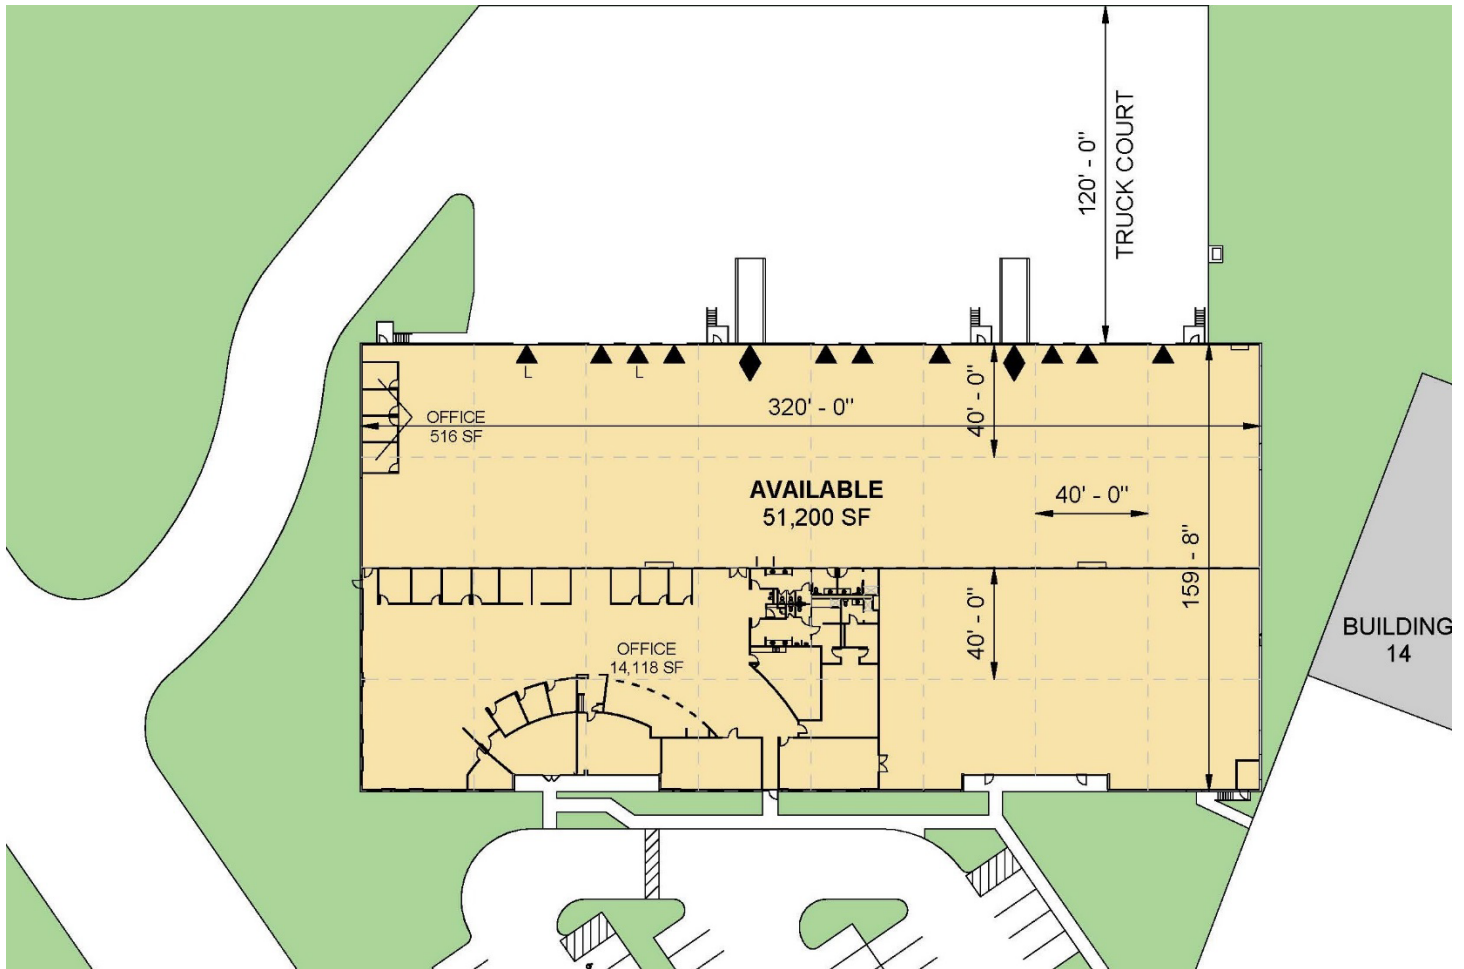 120' - 0"
TRUCK COURT
L
L
320' - 0"
40' - 0"
OFFICE
516 SF
AVAILABLE
51,200 SF
40' - 0"
159' - 8"
40' - 0"
OFFICE
14,118 SF
BUILDING
14